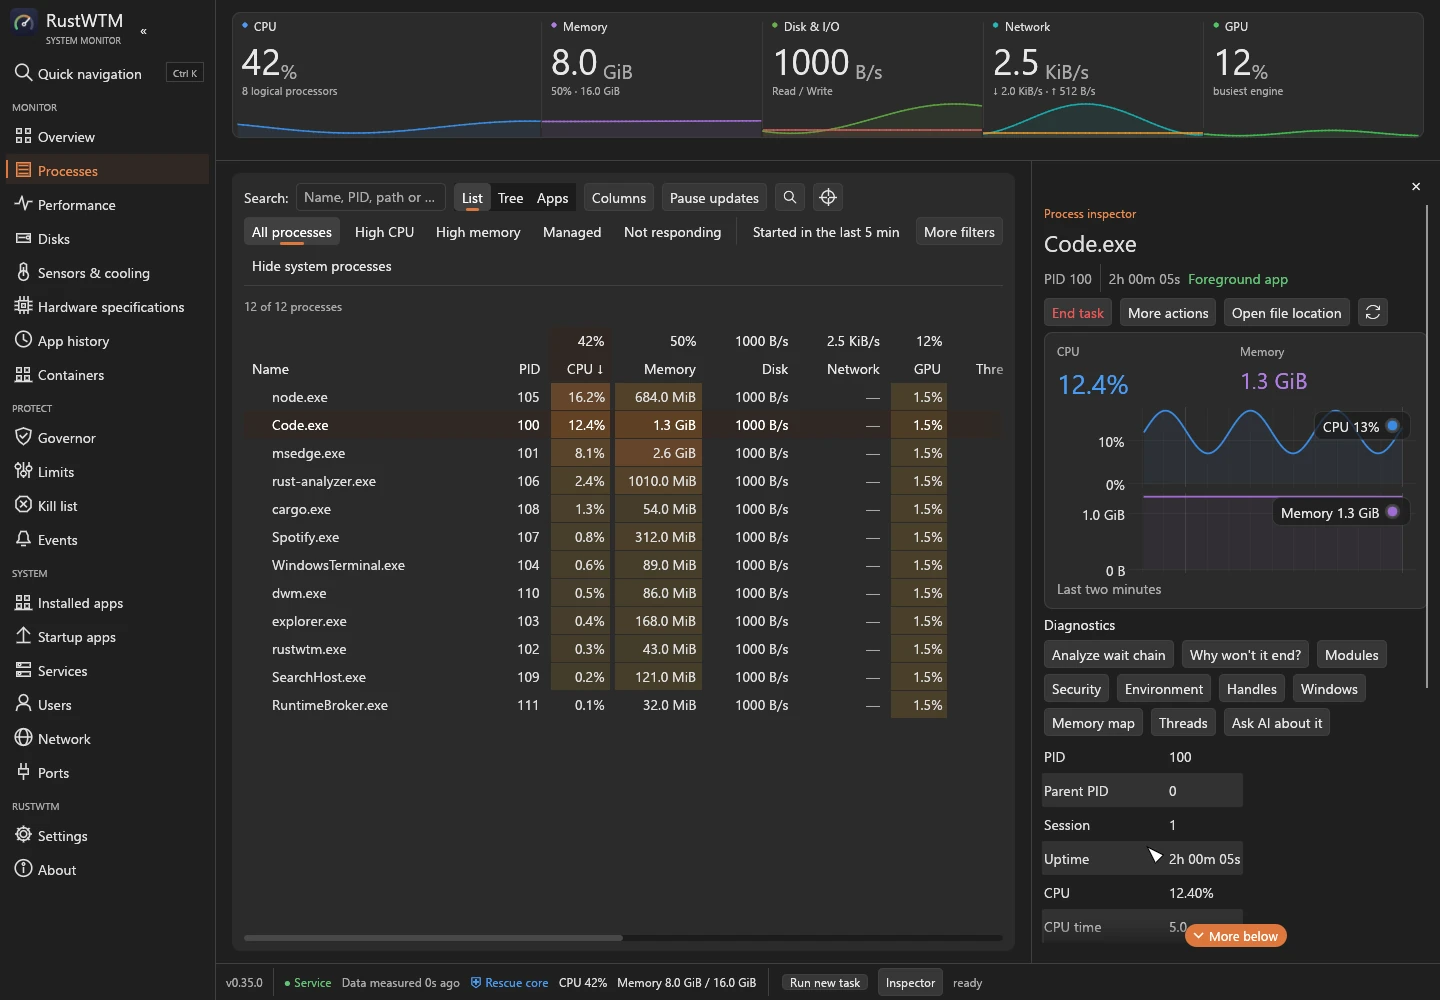 RustWTM
SYSTEM MONITOR
«
Quick navigation Ctrl K
MONITOR
Overview
Processes
Performance
Disks
Sensors & cooling
Hardware specifications
App history
Containers
PROTECT
Governor
Limits
Kill list
Events
SYSTEM
Installed apps
Startup apps
Services
Users
Network
Ports
RUSTWTM
Settings
About
CPU
42%
8 logical processors
Memory
8.0 GiB
50% · 16.0 GiB
Disk & I/O
1000 B/s
Read / Write
Network
2.5 KiB/s
↓ 2.0 KiB/s · ↑ 512 B/s
GPU
12%
busiest engine
Search: Name, PID, path or ... List Tree Apps Columns Pause updates
All processes High CPU High memory Managed Not responding Started in the last 5 min More filters
Hide system processes
12 of 12 processes
42% 50% 1000 B/s 2.5 KiB/s 12%
Name PID CPU ↓ Memory Disk Network GPU Thre
node.exe 105 16.2% 684.0 MiB 1000 B/s — 1.5%
Code.exe 100 12.4% 1.3 GiB 1000 B/s — 1.5%
msedge.exe 101 8.1% 2.6 GiB 1000 B/s — 1.5%
rust-analyzer.exe 106 2.4% 1010.0 MiB 1000 B/s — 1.5%
cargo.exe 108 1.3% 54.0 MiB 1000 B/s — 1.5%
Spotify.exe 107 0.8% 312.0 MiB 1000 B/s — 1.5%
WindowsTerminal.exe 104 0.6% 89.0 MiB 1000 B/s — 1.5%
dwm.exe 110 0.5% 86.0 MiB 1000 B/s — 1.5%
explorer.exe 103 0.4% 168.0 MiB 1000 B/s — 1.5%
rustwtm.exe 102 0.3% 43.0 MiB 1000 B/s — 1.5%
SearchHost.exe 109 0.2% 121.0 MiB 1000 B/s — 1.5%
RuntimeBroker.exe 111 0.1% 32.0 MiB 1000 B/s — 1.5%
Process inspector
Code.exe
PID 100 2h 00m 05s Foreground app
End task More actions Open file location
CPU Memory
12.4% 1.3 GiB
CPU 13%
10%
0%
1.0 GiB Memory 1.3 GiB
0 B
Last two minutes
Diagnostics
Analyze wait chain Why won't it end? Modules
Security Environment Handles Windows
Memory map Threads Ask AI about it
PID 100
Parent PID 0
Session 1
Uptime 2h 00m 05s
CPU 12.40%
CPU time 5.0
More below
v0.35.0 Service Data measured 0s ago Rescue core CPU 42% Memory 8.0 GiB / 16.0 GiB Run new task Inspector ready